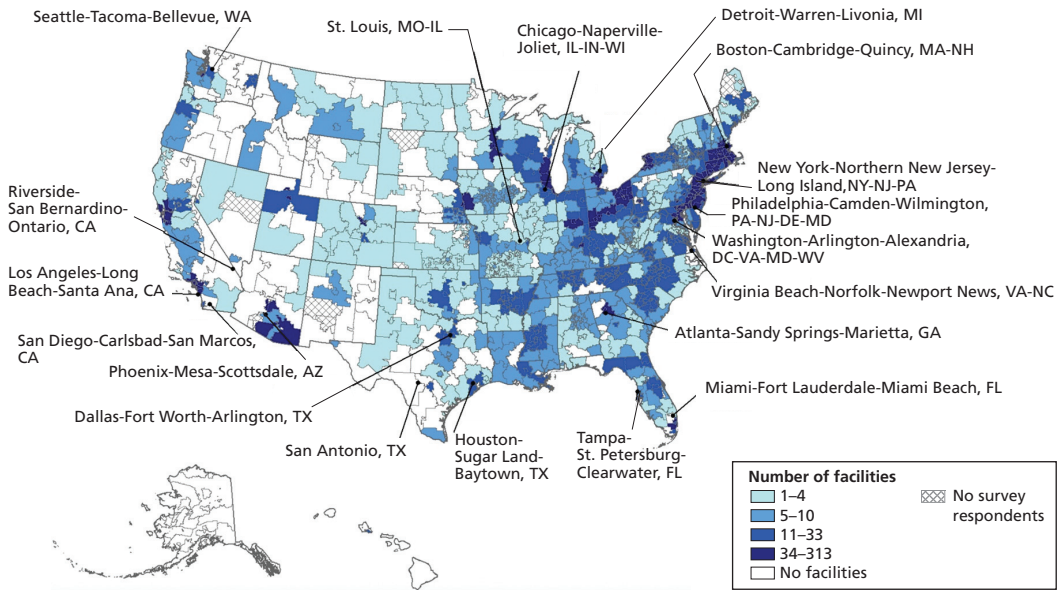 Seattle-Tacoma-Bellevue, WA
St. Louis, MO-IL
Chicago-Naperville-
Joliet, IL-IN-WI
Detroit-Warren-Livonia, MI
Boston-Cambridge-Quincy, MA-NH
New York-Northern New Jersey-
Long Island,NY-NJ-PA
Philadelphia-Camden-Wilmington,
PA-NJ-DE-MD
Washington-Arlington-Alexandria,
DC-VA-MD-WV
Virginia Beach-Norfolk-Newport News, VA-NC
Atlanta-Sandy Springs-Marietta, GA
Miami-Fort Lauderdale-Miami Beach, FL
Riverside-
San Bernardino-
Ontario, CA
Los Angeles-Long
Beach-Santa Ana, CA
San Diego-Carlsbad-San Marcos,
CA
Phoenix-Mesa-Scottsdale, AZ
Dallas-Fort Worth-Arlington, TX
San Antonio, TX
Houston-
Sugar Land-
Baytown, TX
Tampa-
St. Petersburg-
Clearwater, FL
Number of facilities
1–4
5–10
11–33
34–313
No facilities
No survey
respondents